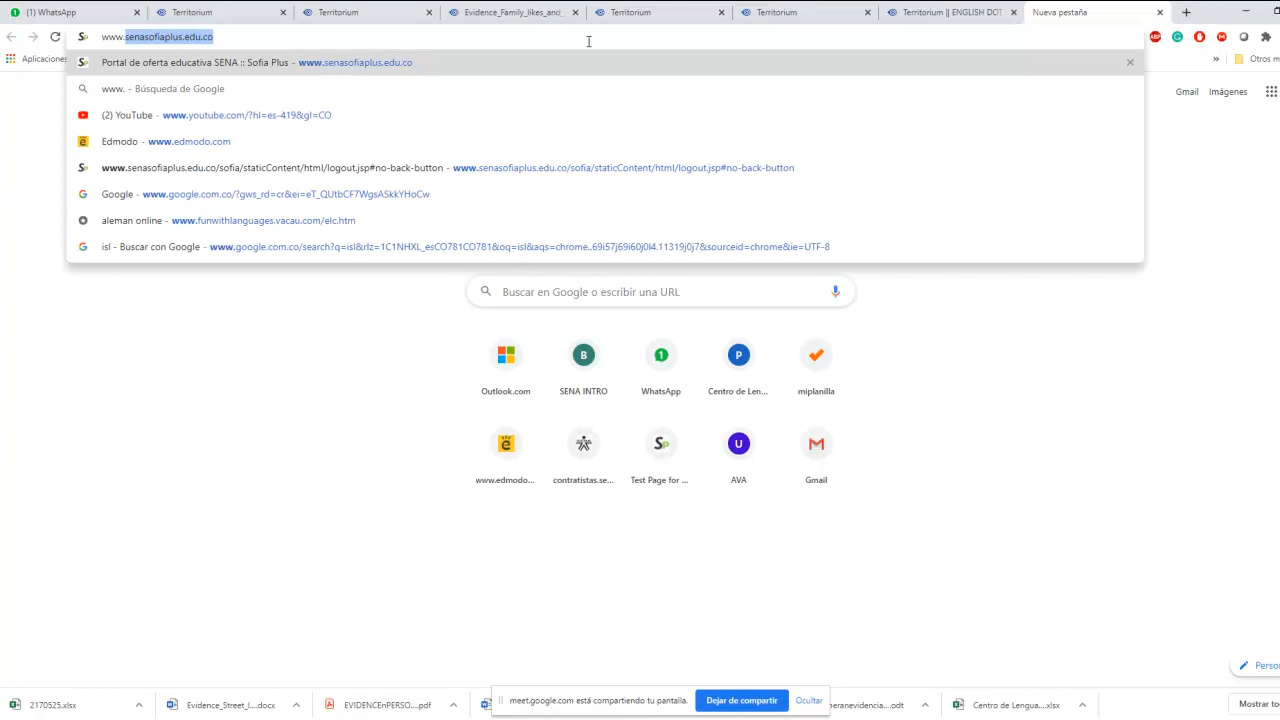 (1) WhatsApp
Territorium
Territorium
Evidence_Family_likes_and_
Territorium
Territorium
Territorium || ENGLISH DOT
Nueva pestaña
www.senasofiaplus.edu.co
Portal de oferta educativa SENA :: Sofia Plus - www.senasofiaplus.edu.co
www. - Búsqueda de Google
(2) YouTube - www.youtube.com/?hl=es-419&gl=CO
Edmodo - www.edmodo.com
www.senasofiaplus.edu.co/sofia/staticContent/html/logout.jsp#no-back-button - www.senasofiaplus.edu.co/sofia/staticContent/html/logout.jsp#no-back-button
Google - www.google.com.co/?gws_rd=cr&ei=eT_QUtbCF7WgsASkkYHoCw
aleman online - www.funwithlanguages.vacau.com/elc.htm
isl - Buscar con Google - www.google.com.co/search?q=isl&rlz=1C1NHXL_esCO781CO781&oq=isl&aqs=chrome..69i57j69i60j0l4.11319j0j7&sourceid=chrome&ie=UTF-8
Aplicaciones
ABP
»
Otros m
Gmail
Imágenes
Buscar en Google o escribir una URL
Outlook.com
B
SENA INTRO
1
WhatsApp
P
Centro de Len...
miplanilla
ë
www.edmodo...
contratistas.se...
Sp
Test Page for ...
U
AVA
Gmail
Perso
2170525.xlsx
Evidence_Street_I....docx
EVIDENCEnPERSO....pdf
meet.google.com está compartiendo tu pantalla.
Dejar de compartir
Ocultar
neranevidencia....odt
Centro de Lengua....xlsx
Mostrar to